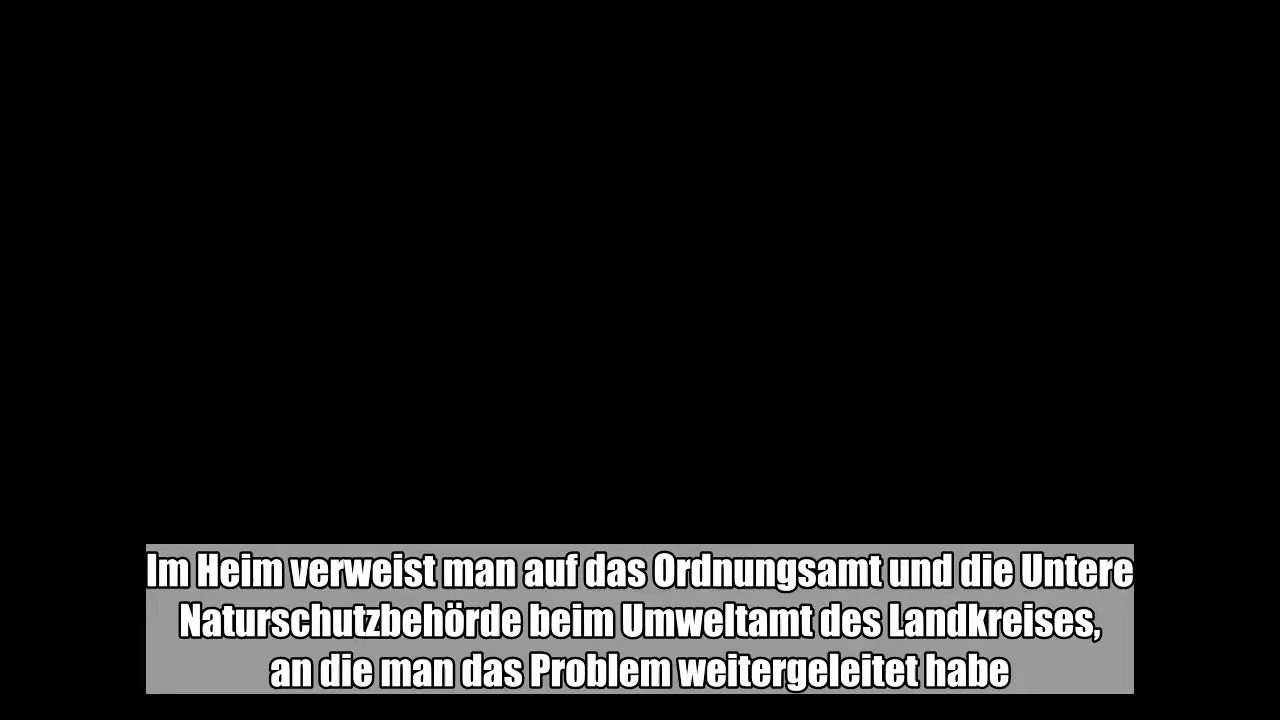 Im Heim verweist man auf das Ordnungsamt und die Untere
Naturschutzbehörde beim Umweltamt des Landkreises,
an die man das Problem weitergeleitet habe